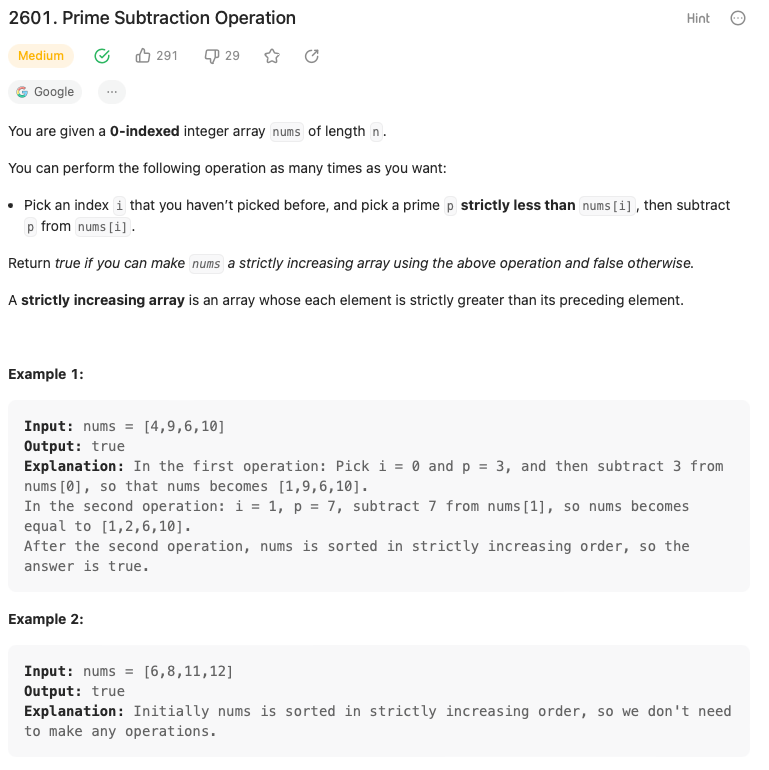 2601. Prime Subtraction Operation
Hint
Medium
291
29
Google
...
You are given a 0-indexed integer array nums of length n.
You can perform the following operation as many times as you want:
• Pick an index i that you haven’t picked before, and pick a prime p strictly less than nums[i], then subtract
p from nums[i].
Return true if you can make nums a strictly increasing array using the above operation and false otherwise.
A strictly increasing array is an array whose each element is strictly greater than its preceding element.
Example 1:
Input: nums = [4,9,6,10]
Output: true
Explanation: In the first operation: Pick i = 0 and p = 3, and then subtract 3 from
nums[0], so that nums becomes [1,9,6,10].
In the second operation: i = 1, p = 7, subtract 7 from nums[1], so nums becomes
equal to [1,2,6,10].
After the second operation, nums is sorted in strictly increasing order, so the
answer is true.
Example 2:
Input: nums = [6,8,11,12]
Output: true
Explanation: Initially nums is sorted in strictly increasing order, so we don't need
to make any operations.